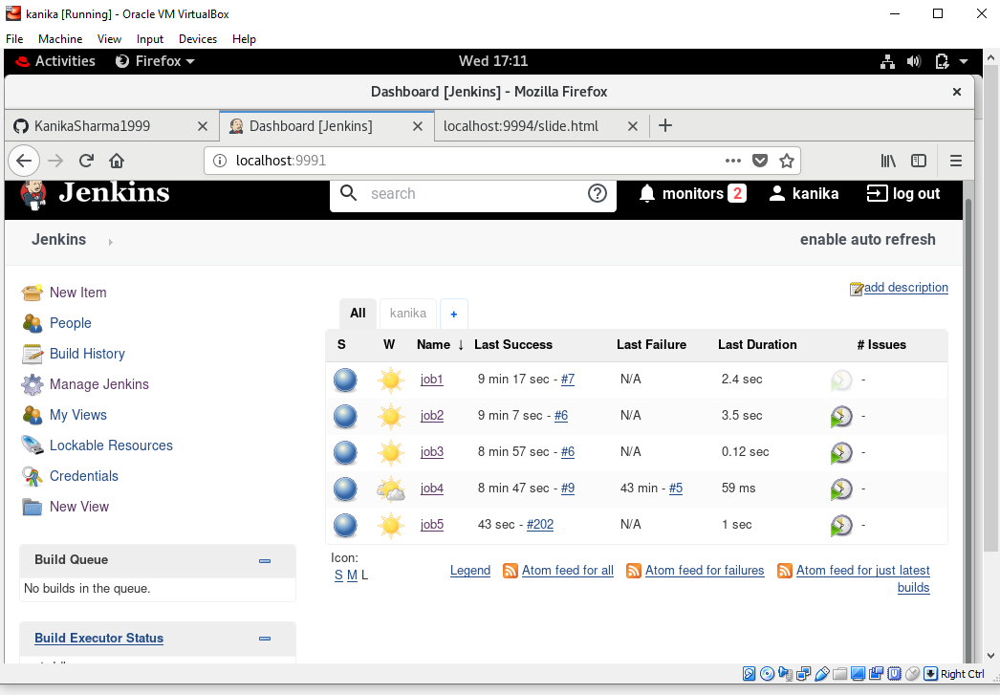 kanika [Running] - Oracle VM VirtualBox
File Machine View Input Devices Help
Activities Firefox Wed 17:11
Dashboard [Jenkins] - Mozilla Firefox
KanikaSharma1999 Dashboard [Jenkins] localhost:9994/slide.html
localhost:9991
Jenkins search monitors 2 kanika log out
Jenkins enable auto refresh
add description
New Item
People
Build History
Manage Jenkins
My Views
Lockable Resources
Credentials
New View
All kanika +
S W Name ↓ Last Success Last Failure Last Duration # Issues
job1 9 min 17 sec - #7 N/A 2.4 sec -
job2 9 min 7 sec - #6 N/A 3.5 sec -
job3 8 min 57 sec - #6 N/A 0.12 sec -
job4 8 min 47 sec - #9 43 min - #5 59 ms -
job5 43 sec - #202 N/A 1 sec -
Icon:
S M L
Legend Atom feed for all Atom feed for failures Atom feed for just latest
builds
Build Queue
No builds in the queue.
Build Executor Status
Right Ctrl